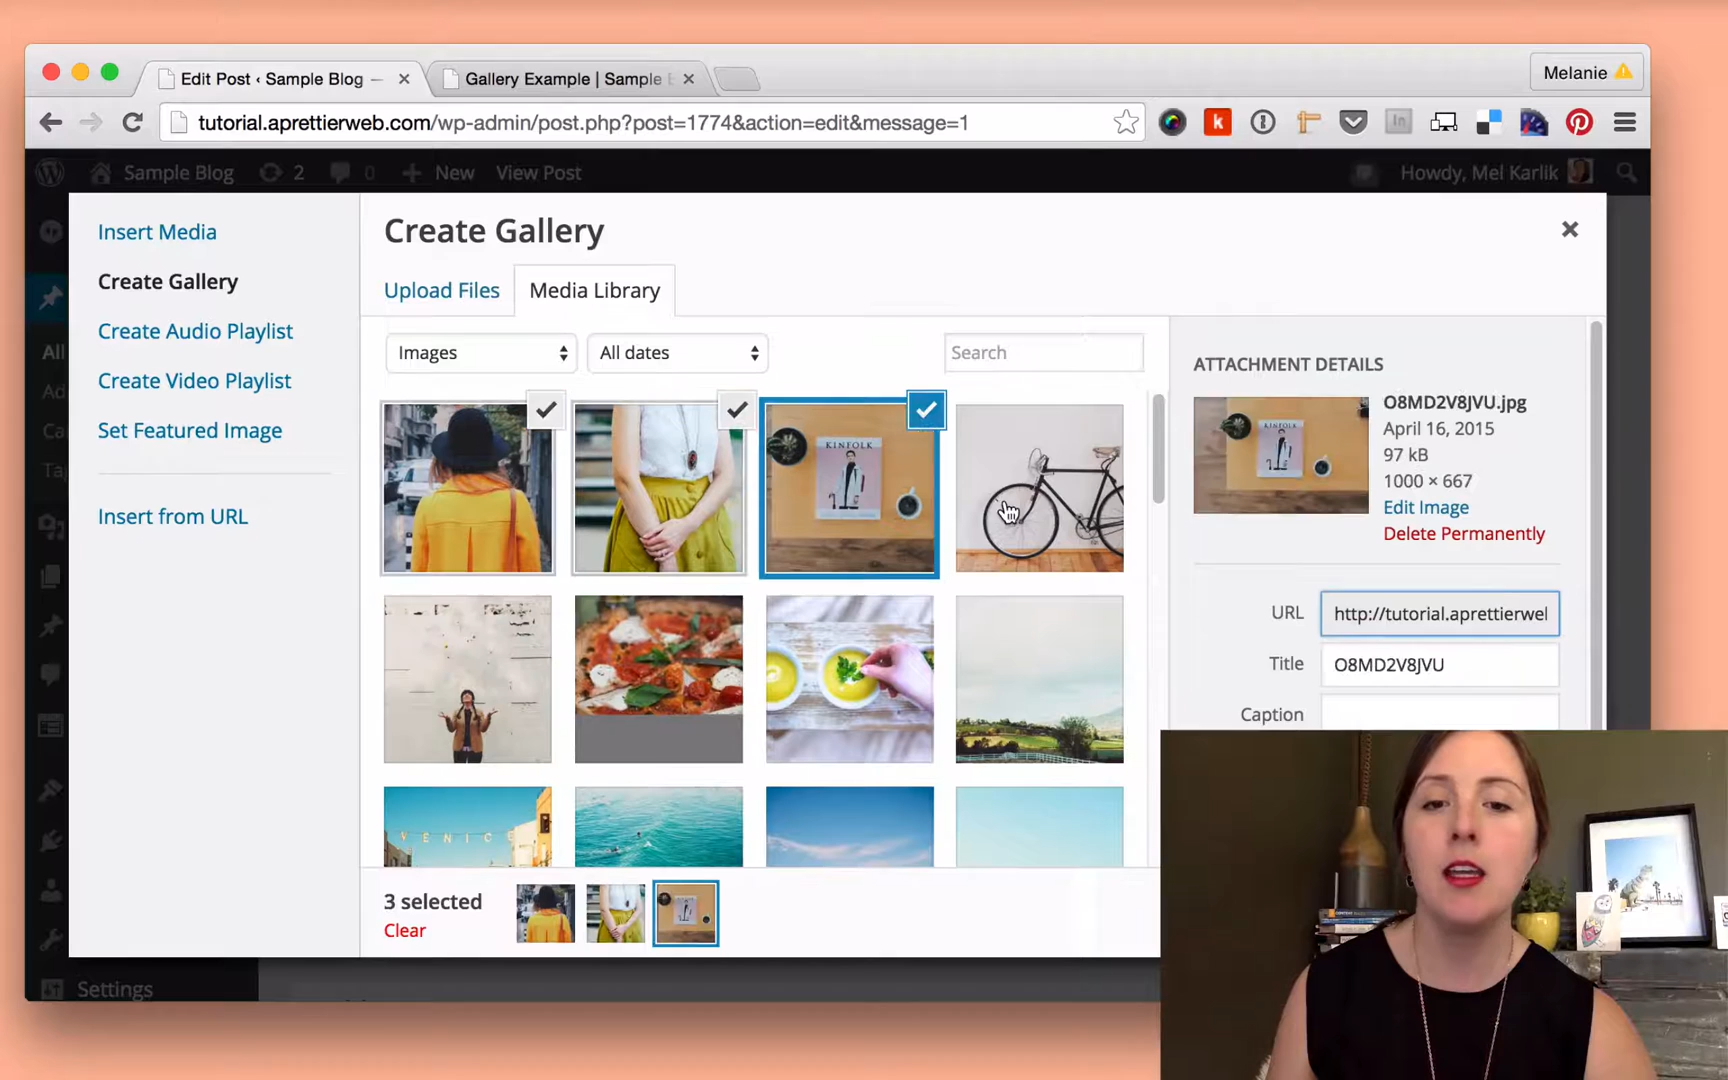 Edit Post ‹ Sample Blog —
Gallery Example | Sample
Melanie
tutorial.aprettierweb.com/wp-admin/post.php?post=1774&action=edit&message=1
Sample Blog
2
0
New
View Post
Howdy, Mel Karlik
Insert Media
Create Gallery
Create Audio Playlist
Create Video Playlist
Set Featured Image
Insert from URL
Create Gallery
Upload Files
Media Library
Images
All dates
Search
KINFOLK
VENIC
3 selected
Clear
ATTACHMENT DETAILS
O8MD2V8JVU.jpg
April 16, 2015
97 kB
1000 × 667
Edit Image
Delete Permanently
URL
http://tutorial.aprettierwel
Title
O8MD2V8JVU
Caption
All
Ad
Ca
Settings